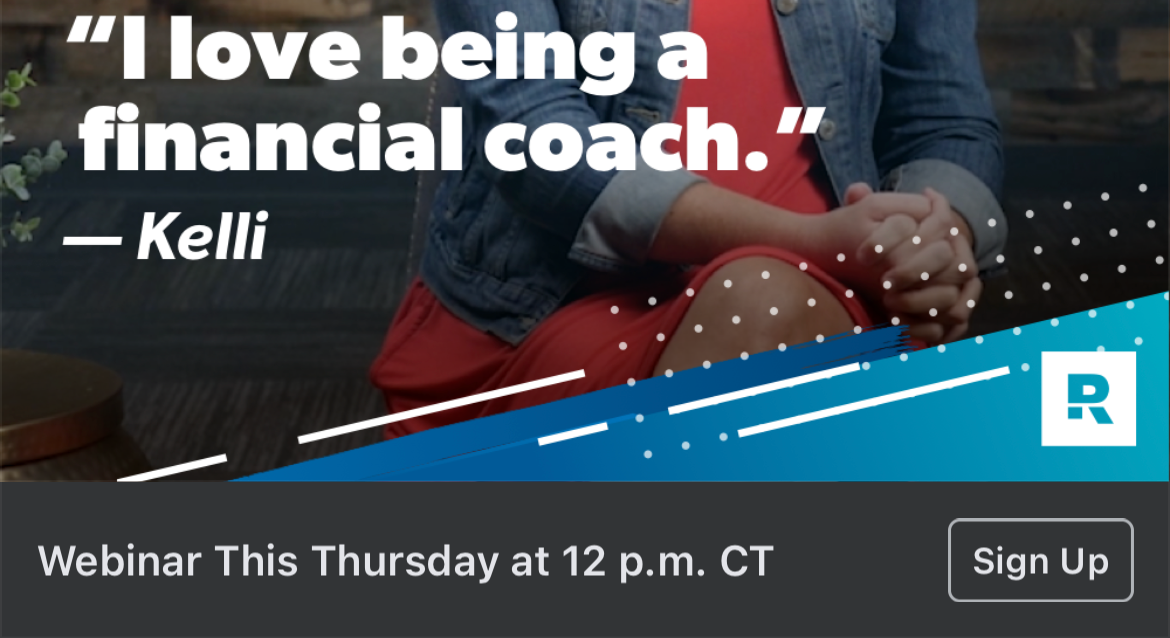 “I love being a
financial coach.”
— Kelli
R
Webinar This Thursday at 12 p.m. CT
Sign Up